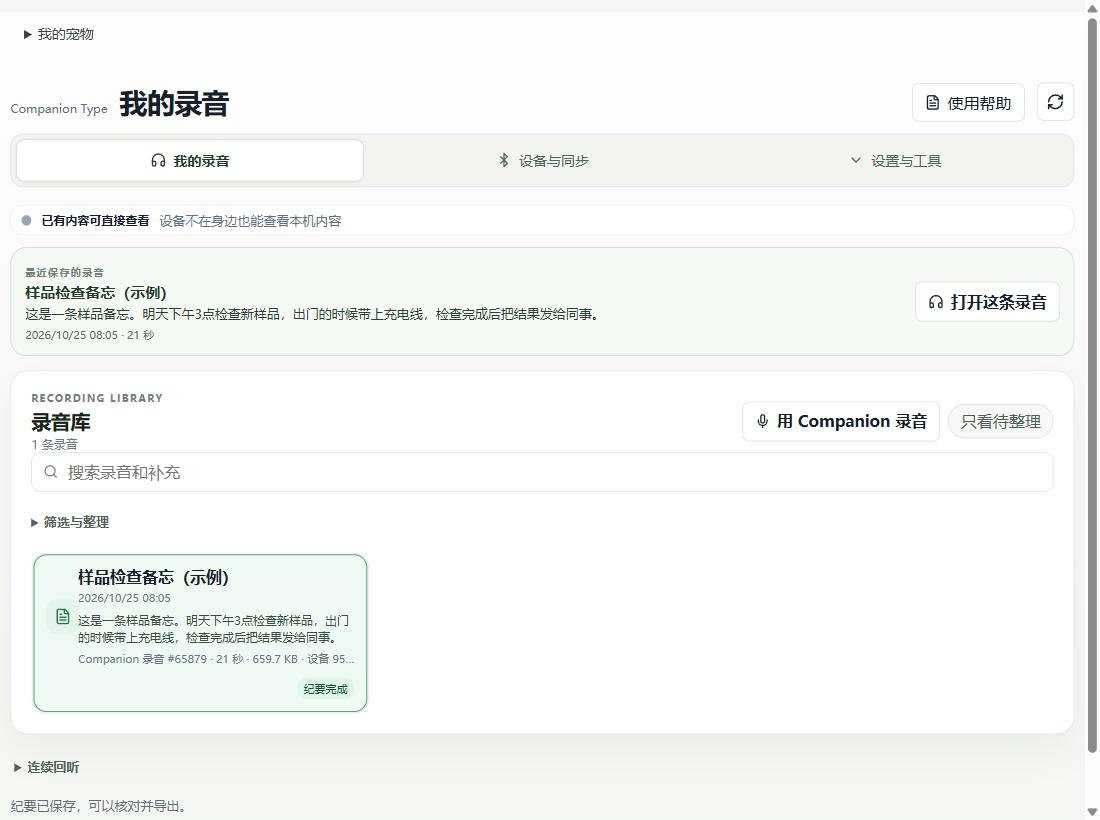 我的宠物
Companion Type 我的录音
使用帮助
我的录音
设备与同步
设置与工具
已有内容可直接查看 设备不在身边也能查看本机内容
最近保存的录音
样品检查备忘（示例）
这是一条样品备忘。明天下午3点检查新样品，出门的时候带上充电线，检查完成后把结果发给同事。
2026/10/25 08:05 · 21 秒
打开这条录音
RECORDING LIBRARY
录音库
1 条录音
用 Companion 录音
只看待整理
搜索录音和补充
筛选与整理
样品检查备忘（示例）
2026/10/25 08:05
这是一条样品备忘。明天下午3点检查新样品，出门
的时候带上充电线，检查完成后把结果发给同事。
Companion 录音 #65879 · 21 秒 · 659.7 KB · 设备 95...
纪要完成
连续回听
纪要已保存，可以核对并导出。